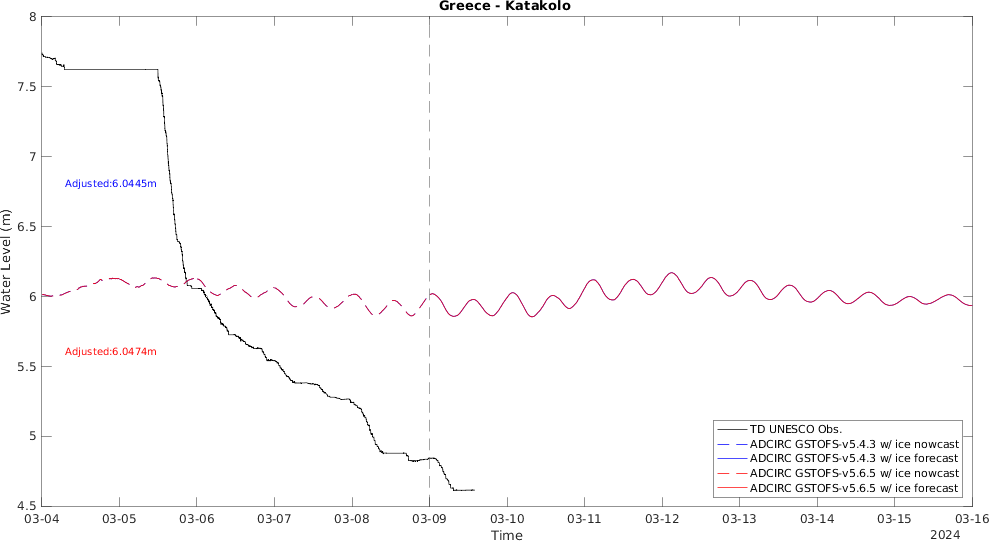 Greece - Katakolo
8
7.5
7
6.5
6
5.5
5
4.5
Water Level (m)
Adjusted:6.0445m
Adjusted:6.0474m
TD UNESCO Obs.
ADCIRC GSTOFS-v5.4.3 w/ ice nowcast
ADCIRC GSTOFS-v5.4.3 w/ ice forecast
ADCIRC GSTOFS-v5.6.5 w/ ice nowcast
ADCIRC GSTOFS-v5.6.5 w/ ice forecast
03-04 03-05 03-06 03-07 03-08 03-09 03-10 03-11 03-12 03-13 03-14 03-15 03-16
Time
2024